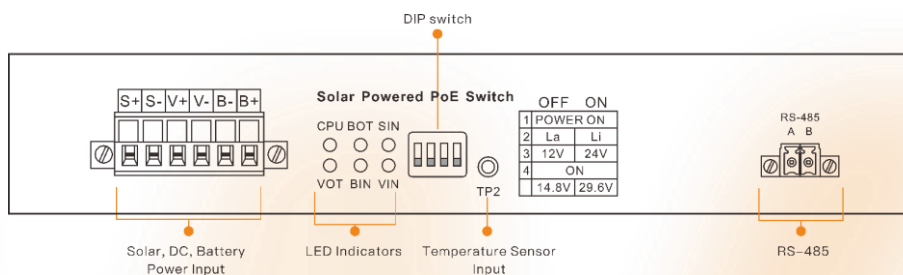 DIP switch
S+ S- V+ V- B- B+
Solar Powered PoE Switch
CPU BOT SIN
VOT BIN VIN
TP2
OFF ON
1 POWER ON
2 La Li
3 12V 24V
4 ON
14.8V 29.6V
RS-485
A B
Solar, DC, Battery
Power Input
LED Indicators
Temperature Sensor
Input
RS-485